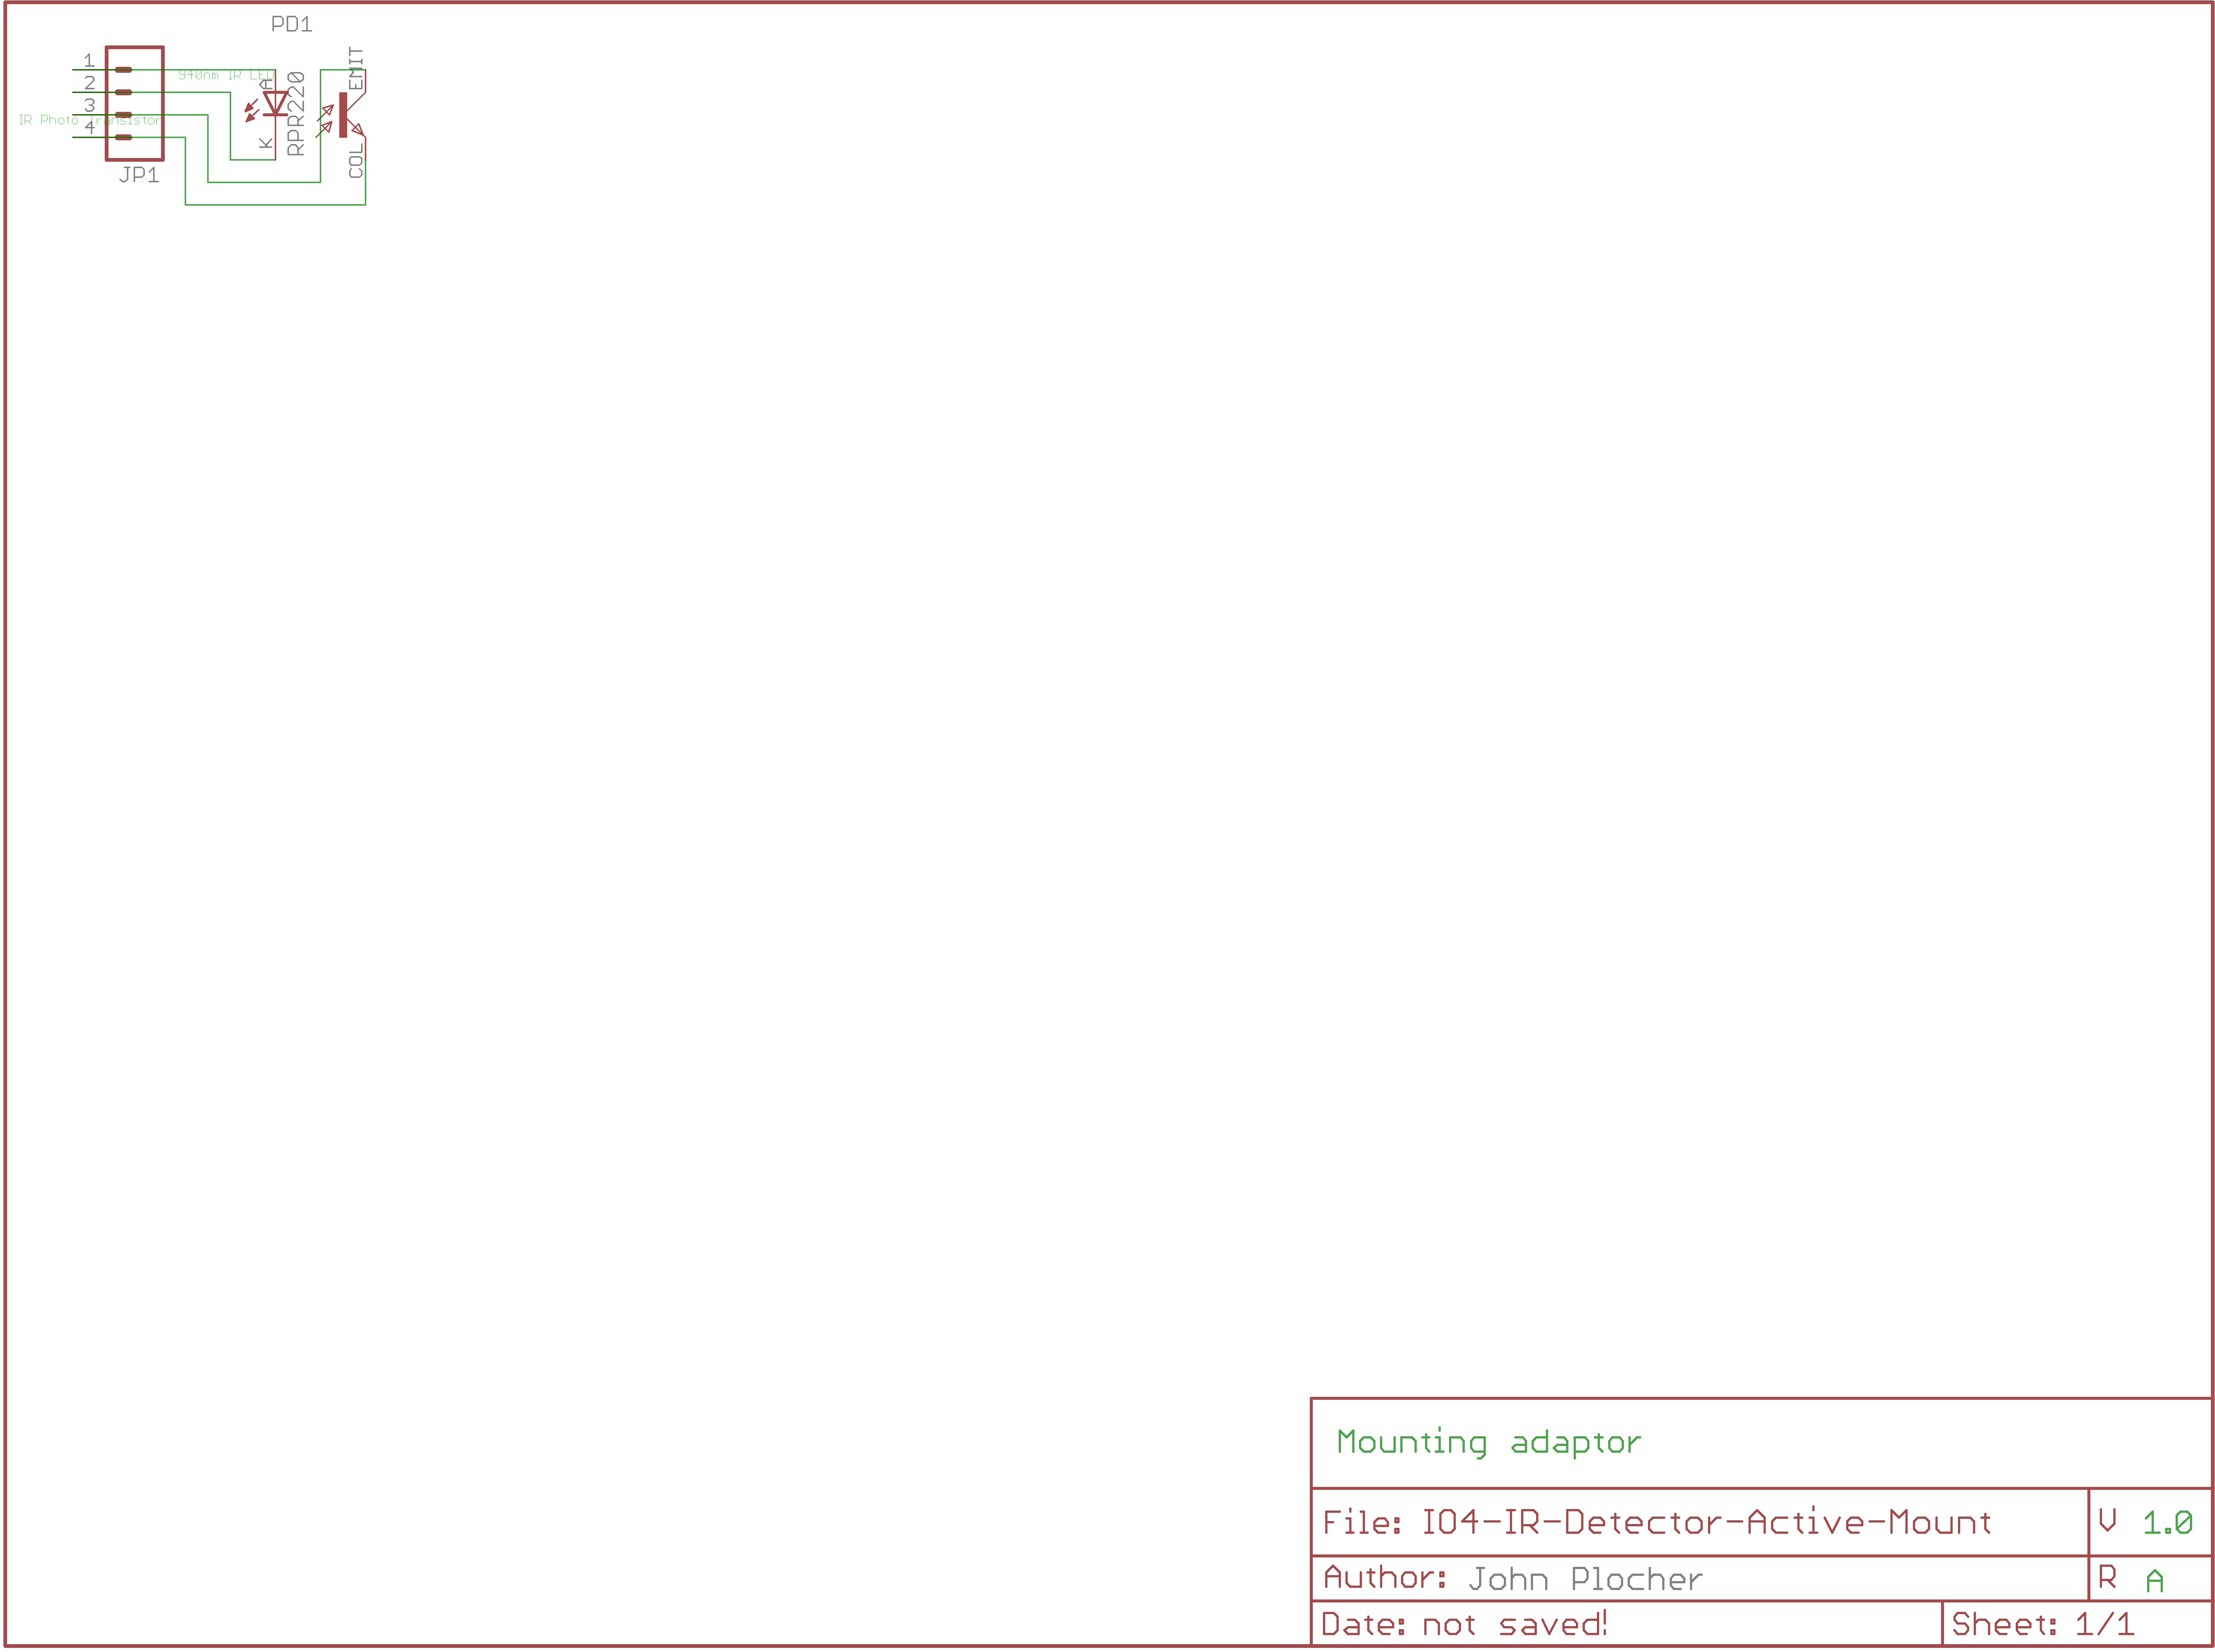 PD1
1
2
3
4
940nm IR LED
IR Photo Transistor
JP1
A
K
RPR220
EMIT
COL
Mounting adaptor
File: IO4-IR-Detector-Active-Mount
V 1.0
Author: John Plocher
R A
Date: not saved!
Sheet: 1/1